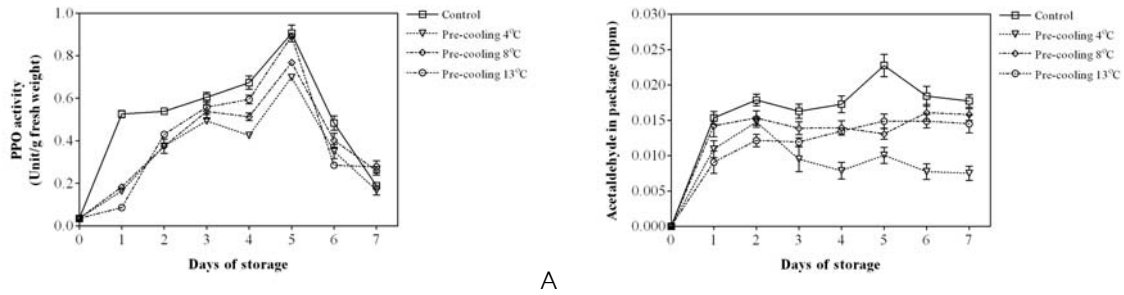 PPO activity
(Unit/g fresh weight)
1.0
0.8
0.6
0.4
0.2
0.0
0 1 2 3 4 5 6 7
Days of storage
Control
Pre-cooling 4°C
Pre-cooling 8°C
Pre-cooling 13°C
A
Acetaldehyde in package (ppm)
0.030
0.025
0.020
0.015
0.010
0.005
0.000
0 1 2 3 4 5 6 7
Days of storage
Control
Pre-cooling 4°C
Pre-cooling 8°C
Pre-cooling 13°C